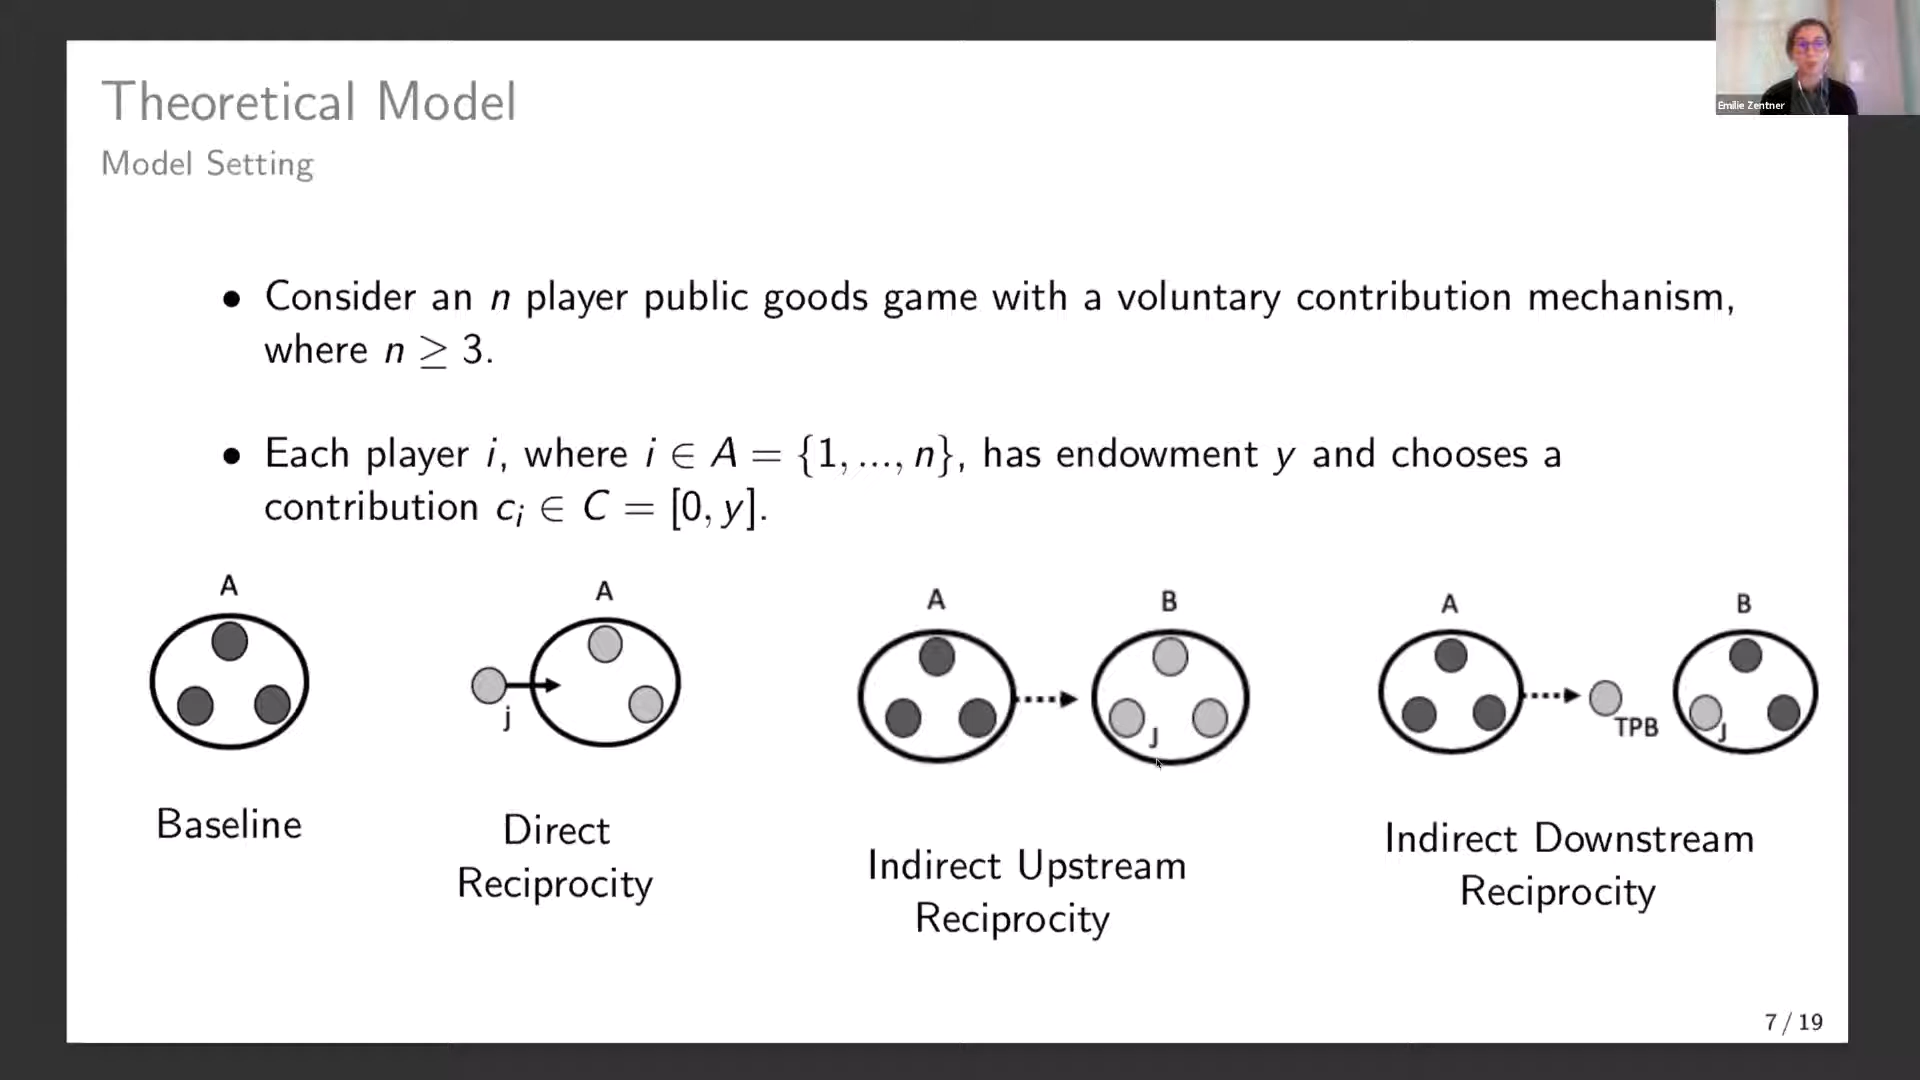 Emilie Zentner
Theoretical Model
Model Setting
• Consider an n player public goods game with a voluntary contribution mechanism,
where n ≥ 3.
• Each player i, where i ∈ A = {1, ..., n}, has endowment y and chooses a
contribution cᵢ ∈ C = [0, y].
A
Baseline
A
j
Direct
Reciprocity
A
B
J
Indirect Upstream
Reciprocity
A
TPB
B
J
Indirect Downstream
Reciprocity
7 / 19